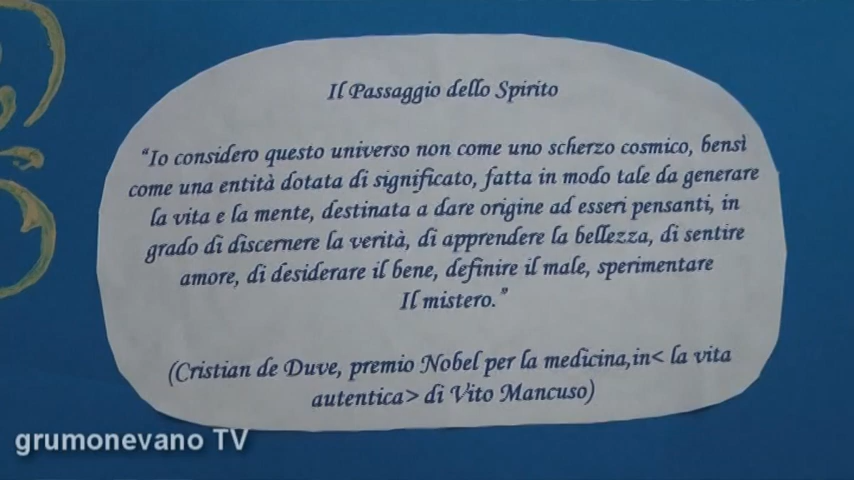 Il Passaggio dello Spirito
“Io considero questo universo non come uno scherzo cosmico, bensì
come una entità dotata di significato, fatta in modo tale da generare
la vita e la mente, destinata a dare origine ad esseri pensanti, in
grado di discernere la verità, di apprendere la bellezza, di sentire
amore, di desiderare il bene, definire il male, sperimentare
Il mistero.”
(Cristian de Duve, premio Nobel per la medicina,in< la vita
autentica> di Vito Mancuso)
grumonevano TV